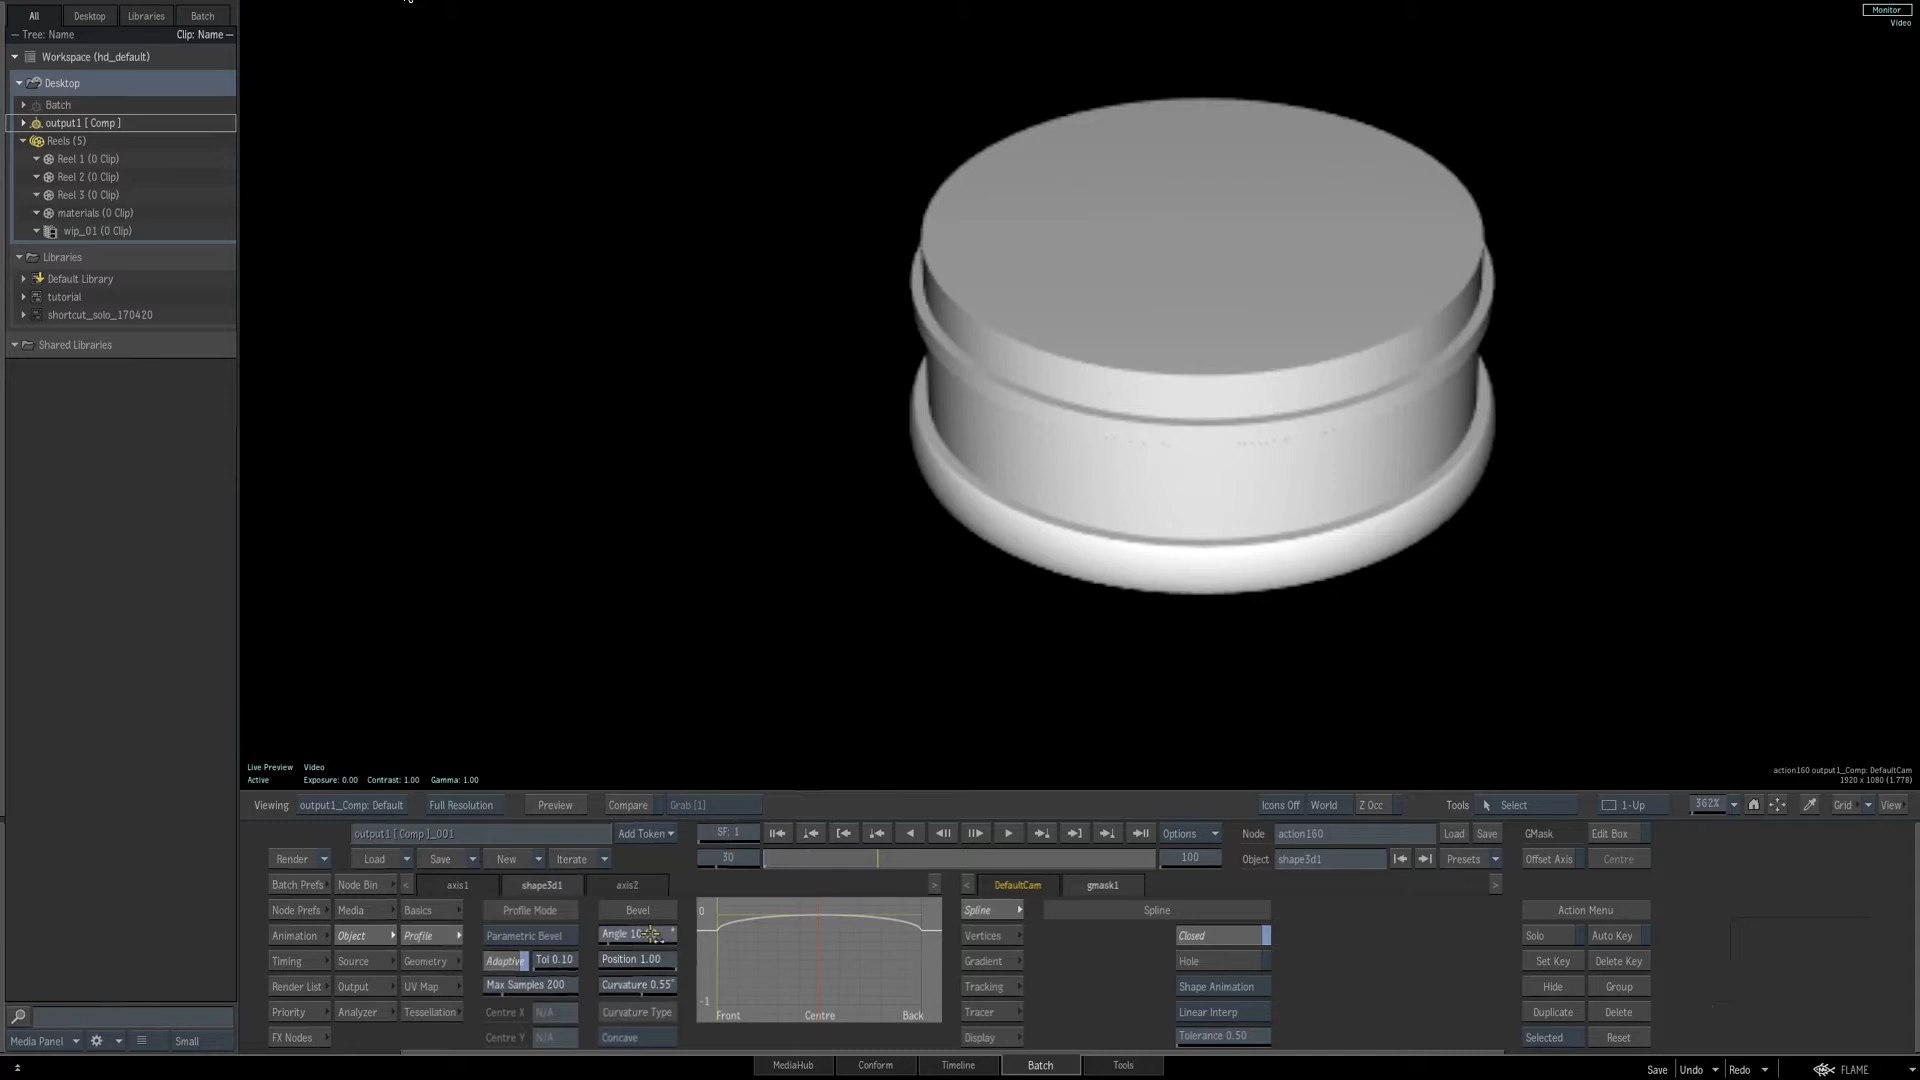 All Desktop Libraries Batch
Tree: Name Clip: Name
Workspace (hd_default)
Desktop
Batch
output1 [ Comp ]
Reels (5)
Reel 1 (0 Clip)
Reel 2 (0 Clip)
Reel 3 (0 Clip)
materials (0 Clip)
wip_01 (0 Clip)
Libraries
Default Library
tutorial
shortcut_solo_170420
Shared Libraries
Monitor
Video
Live Preview Video
Active Exposure: 0.00 Contrast: 1.00 Gamma: 1.00
action160 output1_Comp: DefaultCam
1920 x 1080 (1.778)
Viewing output1_Comp: Default Full Resolution Preview Compare Grab [1] Icons Off World Z Occ Tools Select 1-Up 362% Grid View
output1 [ Comp ]_001 Add Token SF: 1 Options Node action160 Load Save GMask Edit Box
Render Load Save New Iterate 30 100 Object shape3d1 Presets Offset Axis Centre
Batch Prefs Node Bin < axis1 shape3d1 axis2 > < DefaultCam gmask1 >
Node Prefs Media Basics Profile Mode Bevel 0 Spline Spline Action Menu
Animation Object Profile Parametric Bevel Angle 10 Vertices Closed Solo Auto Key
Timing Source Geometry Adaptive Tol 0.10 Position 1.00 Gradient Hole Set Key Delete Key
Render List Output UV Map Max Samples 200 Curvature 0.55 Tracking Shape Animation Hide Group
-1
Priority Analyzer Tessellation Centre X N/A Curvature Type Front Centre Back Tracer Linear Interp Duplicate Delete
FX Nodes Centre Y N/A Concave Display Tolerance 0.50 Selected Reset
Media Panel Small
MediaHub Conform Timeline Batch Tools Save Undo Redo FLAME